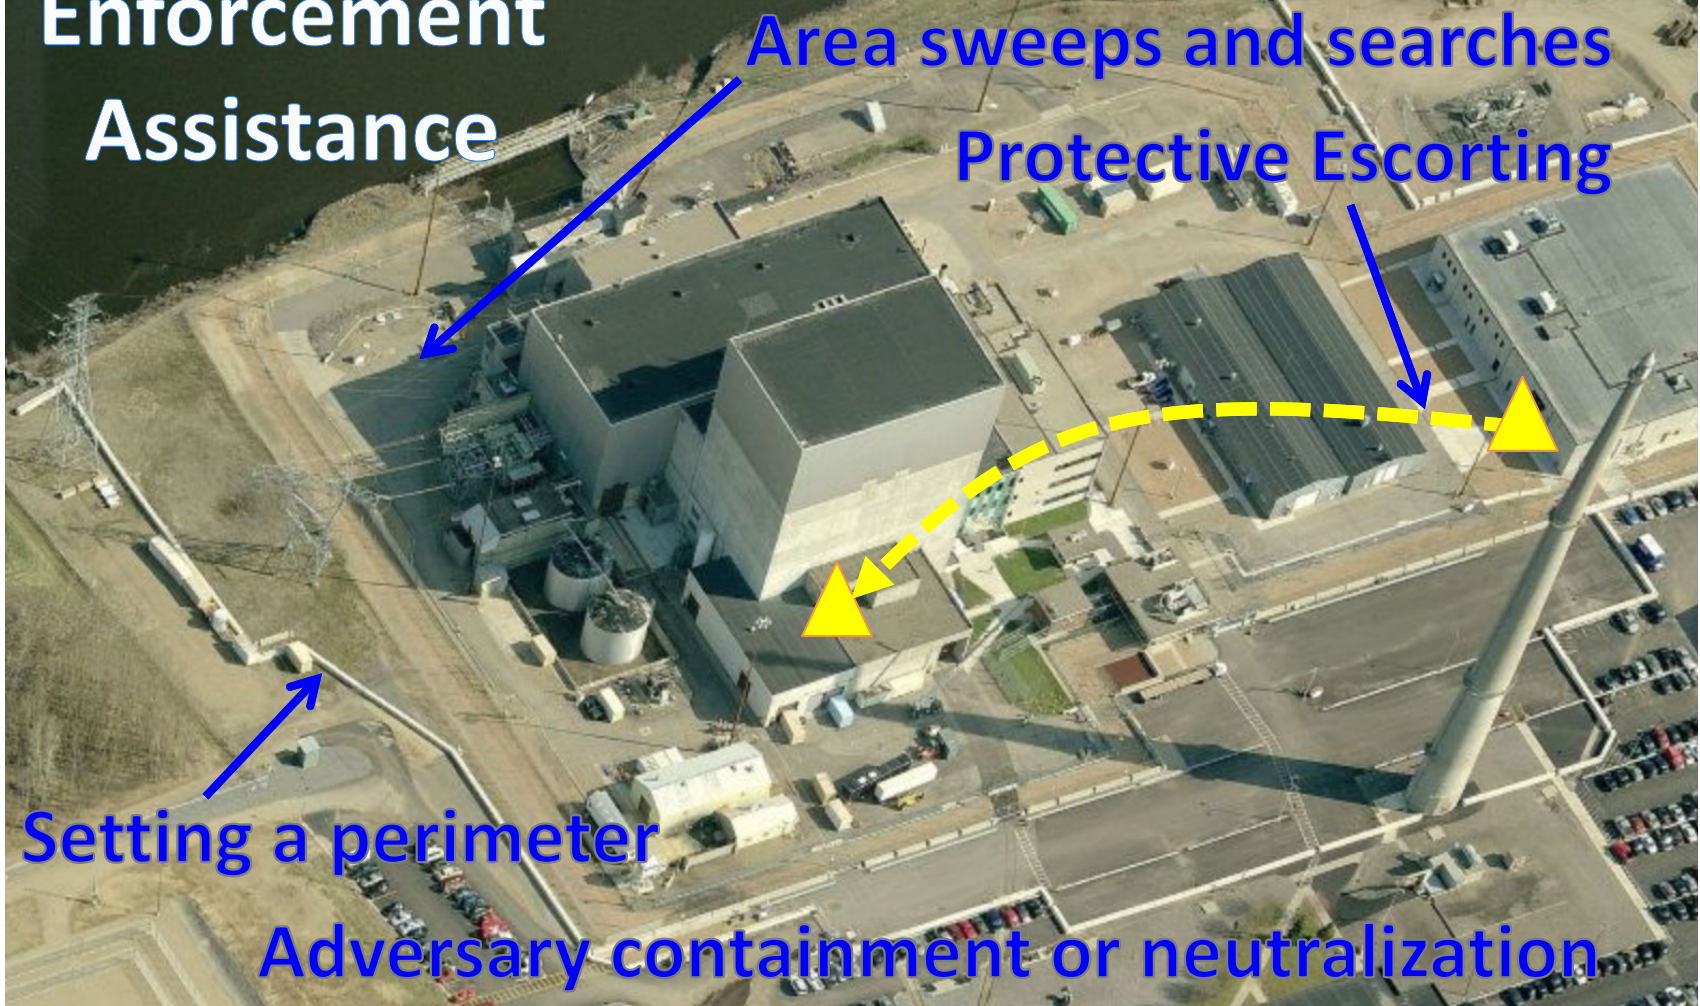 Enforcement
Assistance
Area sweeps and searches
Protective Escorting
Setting a perimeter
Adversary containment or neutralization